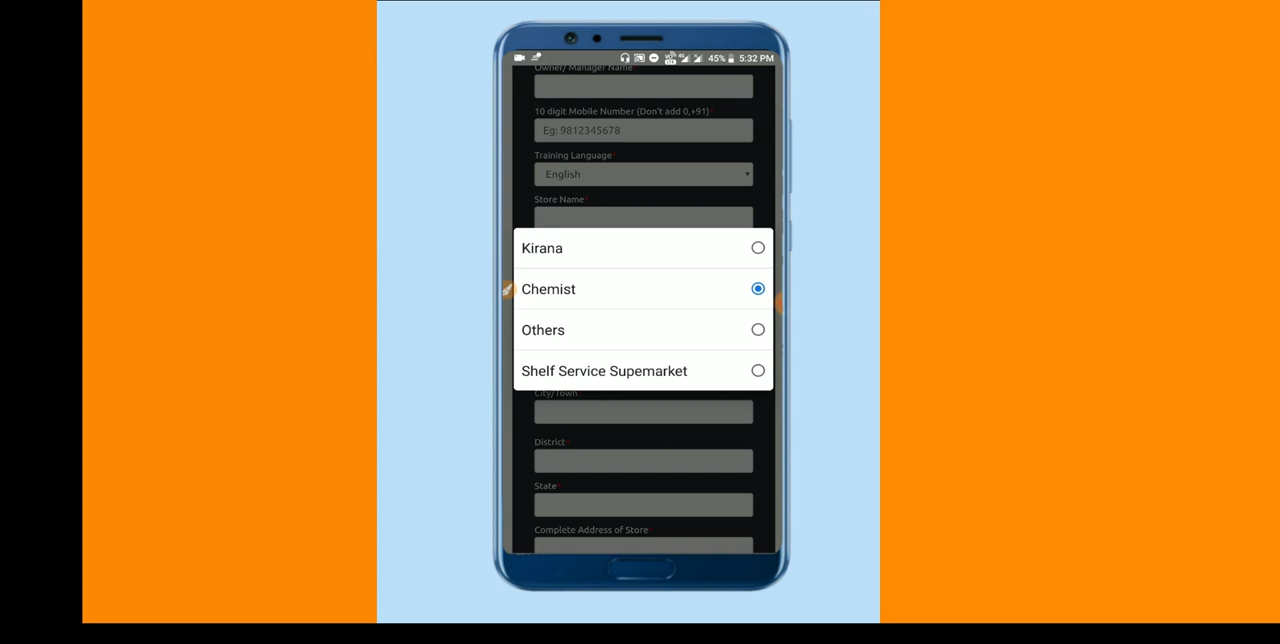 45% 5:32 PM
Owner/ Manager Name*
10 digit Mobile Number (Don't add 0,+91)*
Eg: 9812345678
Training Language*
English
Store Name*
Kirana
Chemist
Others
Shelf Service Supemarket
City/Town*
District*
State*
Complete Address of Store*